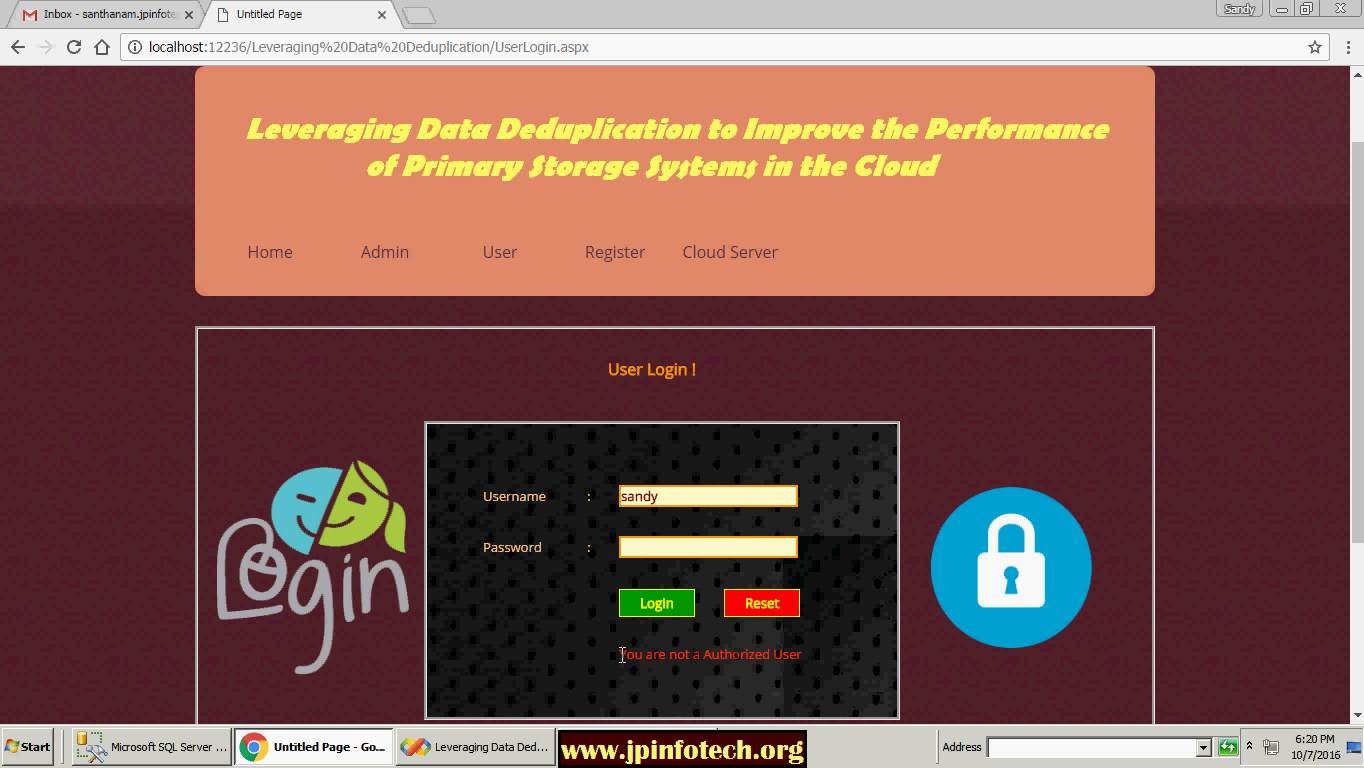 Inbox - santhanam.jpinfote
Untitled Page
Sandy
localhost:12236/Leveraging%20Data%20Deduplication/UserLogin.aspx
Leveraging Data Deduplication to Improve the Performance
of Primary Storage Systems in the Cloud
Home Admin User Register Cloud Server
User Login !
Login
Username : sandy
Password :
Login Reset
You are not a Authorized User
Start
Microsoft SQL Server ...
Untitled Page - Go...
Leveraging Data Ded...
www.jpinfotech.org
Address
6:20 PM
10/7/2016